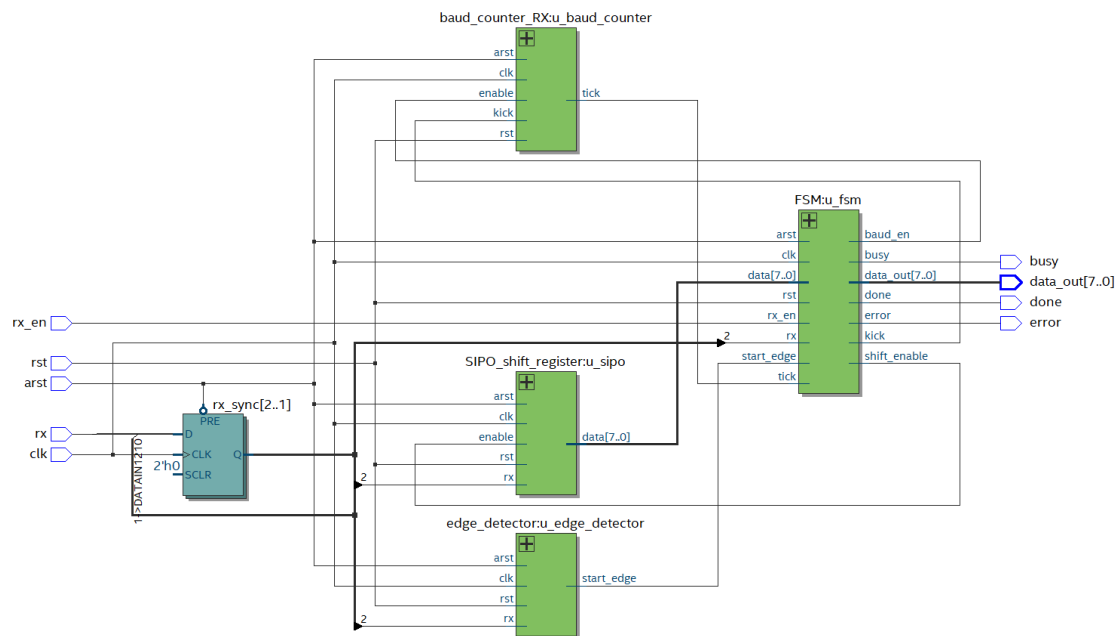 baud_counter_RX:u_baud_counter
arst
clk
enable
kick
rst
tick
FSM:u_fsm
arst
clk
data[7..0]
rst
rx_en
rx
start_edge
tick
baud_en
busy
data_out[7..0]
done
error
kick
shift_enable
busy
data_out[7..0]
done
error
2
rx_en
rst
arst
rx
clk
rx_sync[2..1]
PRE
D
CLK
Q
2'h0
SCLR
1->DATAIN1210
SIPO_shift_register:u_sipo
arst
clk
enable
rst
rx
data[7..0]
2
edge_detector:u_edge_detector
arst
clk
rst
rx
start_edge
2